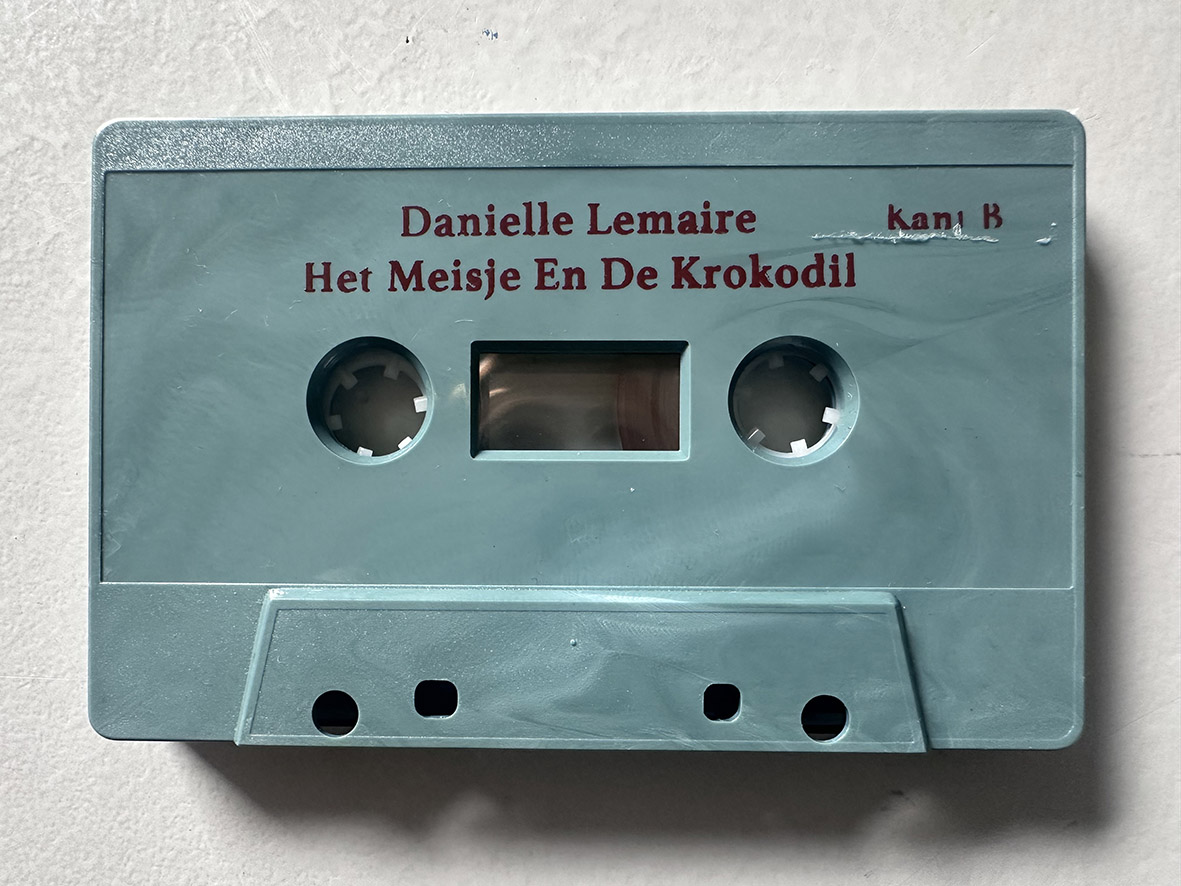 Danielle Lemaire
Kant B
Het Meisje En De Krokodil